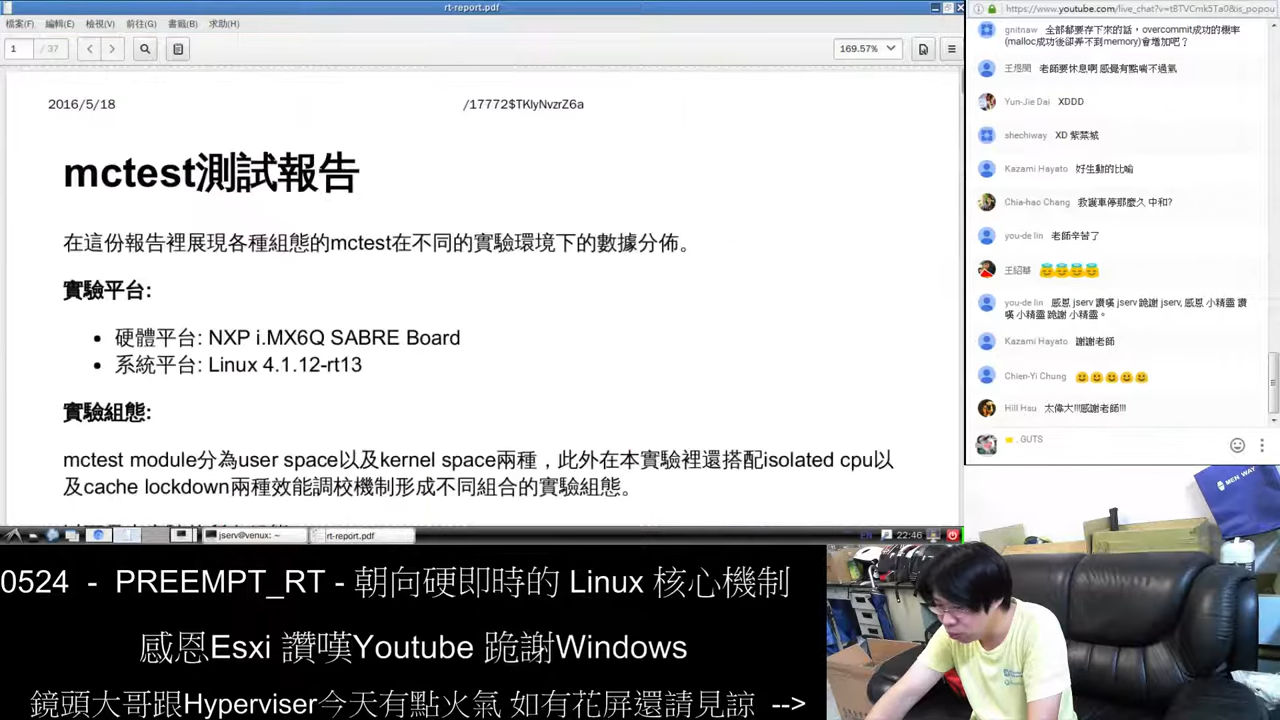 rt-report.pdf
檔案(F) 編輯(E) 檢視(V) 前往(G) 書籤(B) 求助(H)
1 / 37
169.57%
2016/5/18
/17772$TKlyNvzrZ6a
mctest測試報告
在這份報告裡展現各種組態的mctest在不同的實驗環境下的數據分佈。
實驗平台:
• 硬體平台: NXP i.MX6Q SABRE Board
• 系統平台: Linux 4.1.12-rt13
實驗組態:
mctest module分為user space以及kernel space兩種，此外在本實驗裡還搭配isolated cpu以
及cache lockdown兩種效能調校機制形成不同組合的實驗組態。
jserv@venux: ~
rt-report.pdf
EN
22:46
https://www.youtube.com/live_chat?v=tBTVCmk5Ta0&is_popou
gnitnaw 全部都要存下來的話，overcommit成功的機率
(malloc成功後卻弄不到memory)會增加吧？
王煜閔 老師要休息啊 感覺有點喘不過氣
Yun-Jie Dai XDDD
shechiway XD 紫禁城
Kazami Hayato 好生動的比喻
Chia-hao Chang 救護車停那麼久 中和?
you-de lin 老師辛苦了
王紹華 😇😇😇😇
you-de lin 感恩 jserv 讚嘆 jserv 跪謝 jserv, 感恩 小精靈 讚
嘆 小精靈 跪謝 小精靈。
Kazami Hayato 謝謝老師
Chien-Yi Chung 😀😀😀😀😀
Hill Hsu 太偉大!!!感謝老師!!!
. GUTS
MEN WAY
0524 - PREEMPT_RT - 朝向硬即時的 Linux 核心機制
感恩Esxi 讚嘆Youtube 跪謝Windows
鏡頭大哥跟Hyperviser今天有點火氣 如有花屏還請見諒 -->